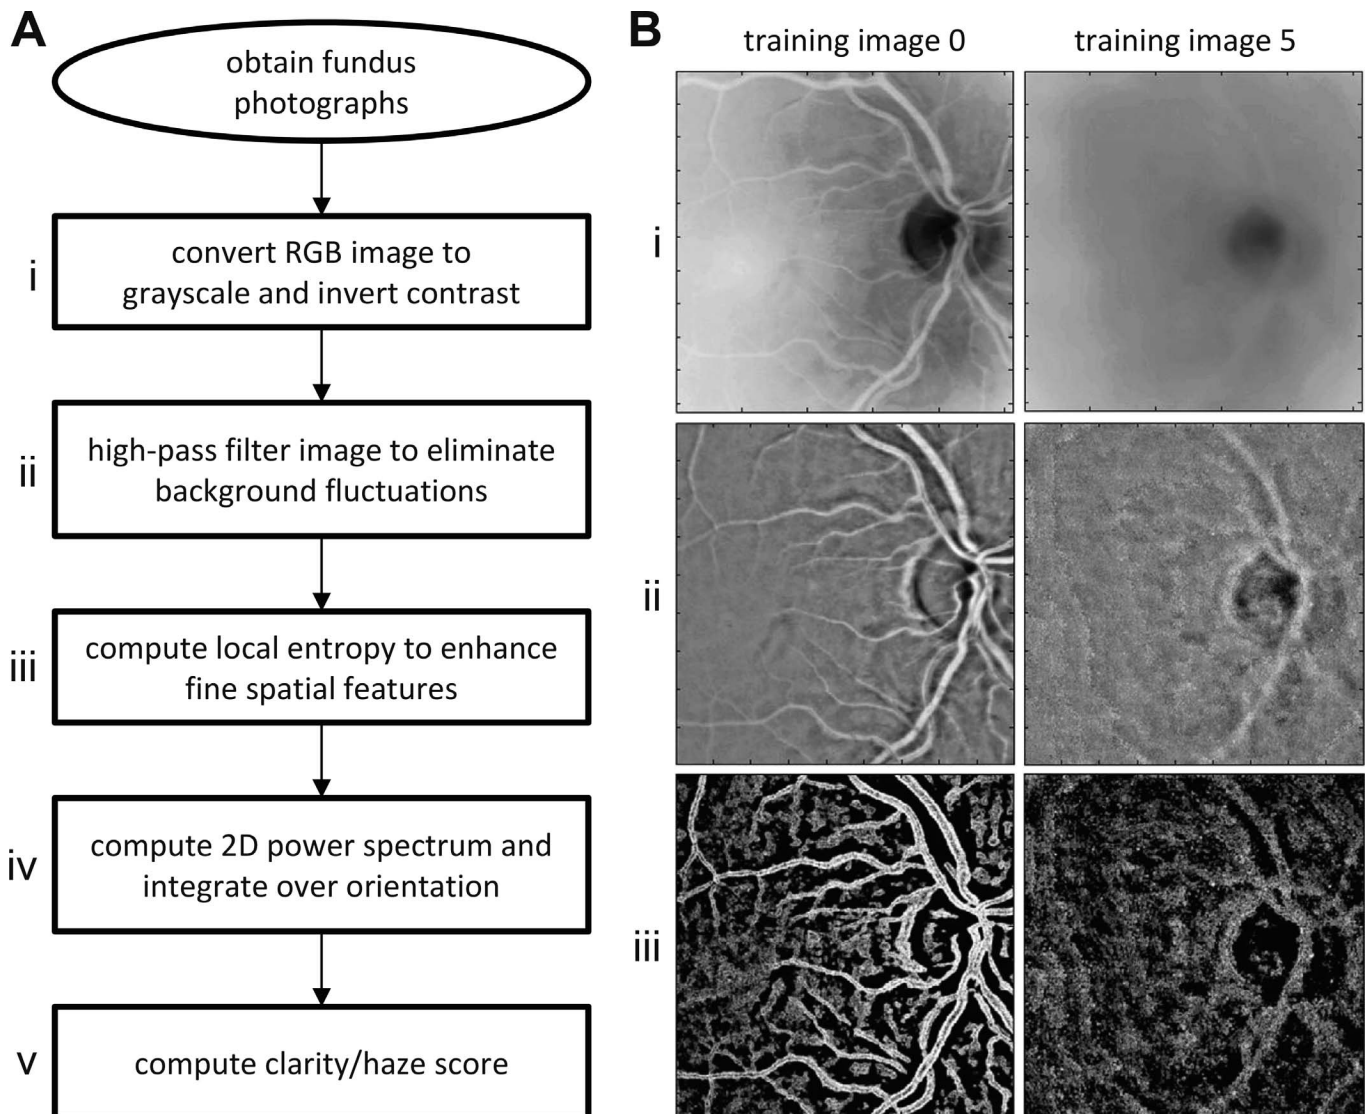 A
obtain fundus
photographs
i
convert RGB image to
grayscale and invert contrast
ii
high-pass filter image to eliminate
background fluctuations
iii
compute local entropy to enhance
fine spatial features
iv
compute 2D power spectrum and
integrate over orientation
v
compute clarity/haze score
B
training image 0
training image 5
i
ii
iii